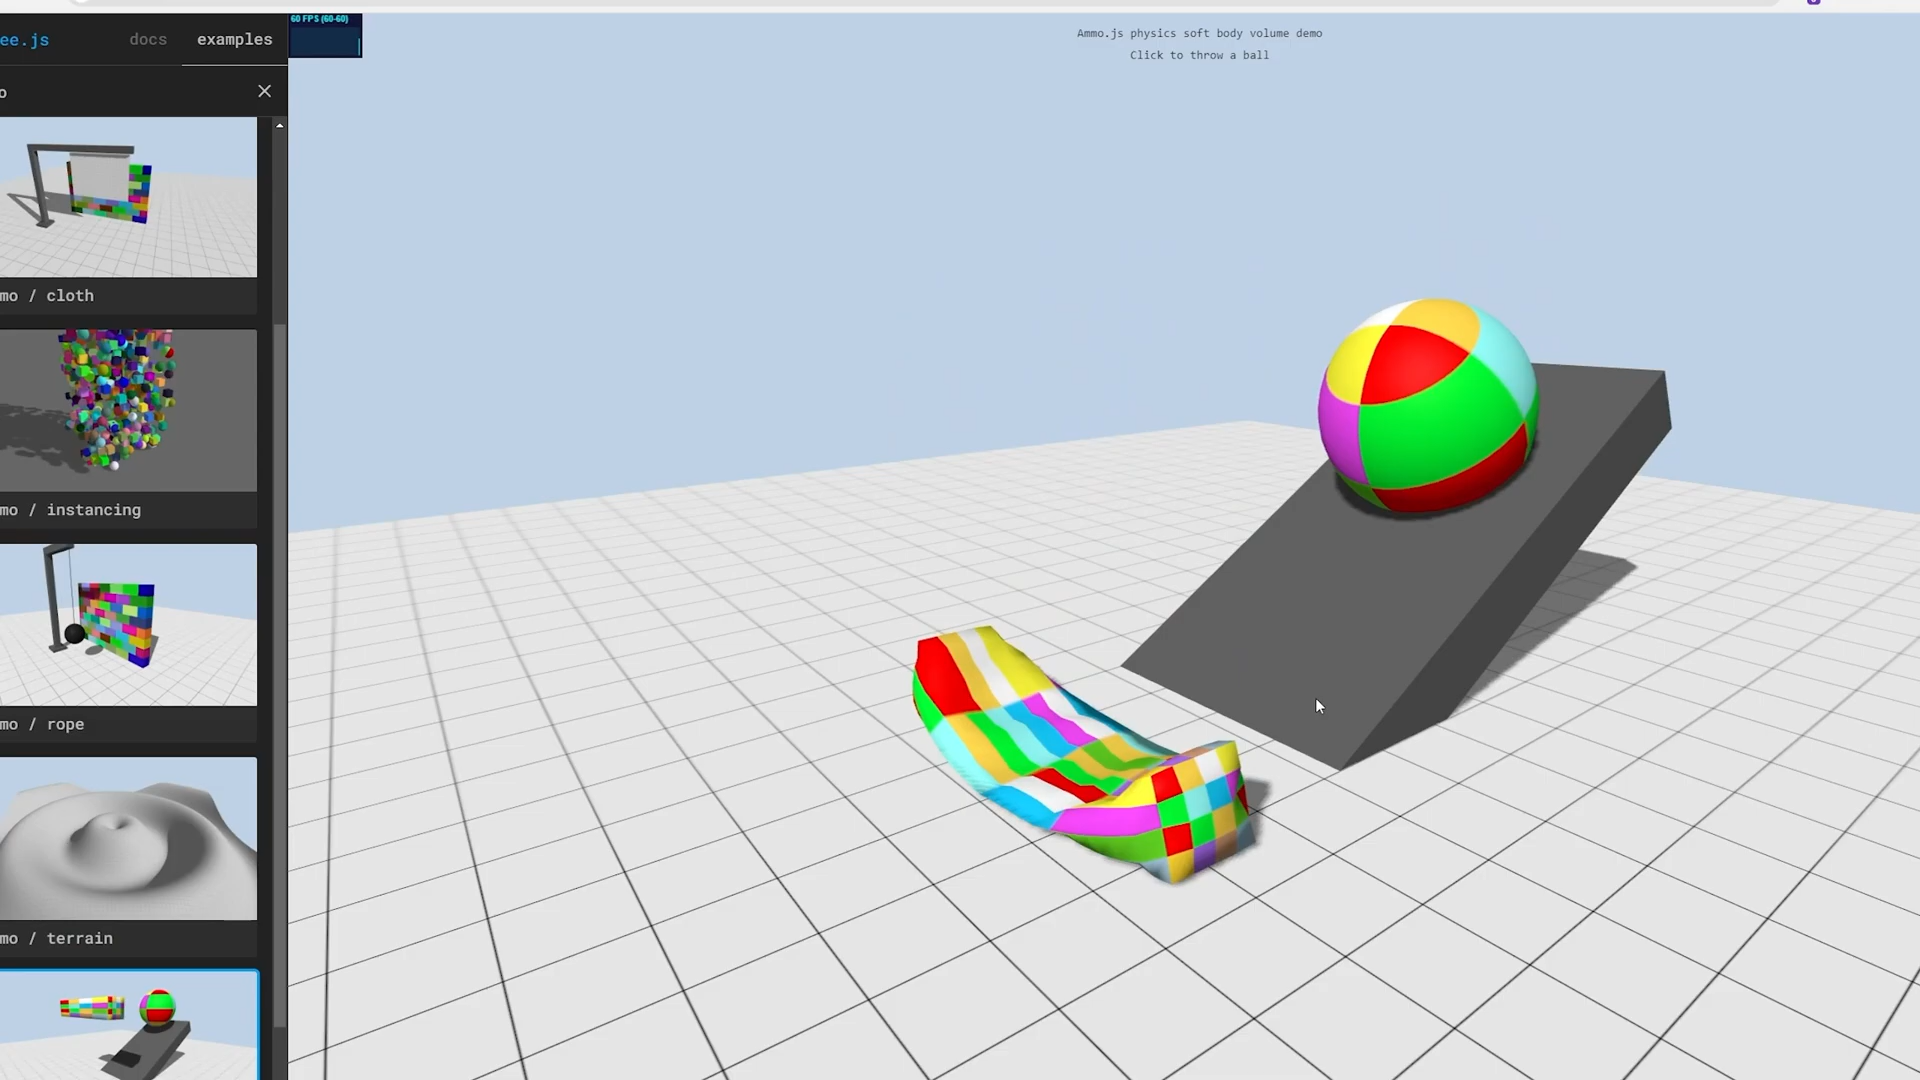 ee.js
docs
examples
o
60 FPS (60-60)
Ammo.js physics soft body volume demo
Click to throw a ball
mo / cloth
mo / instancing
mo / rope
mo / terrain